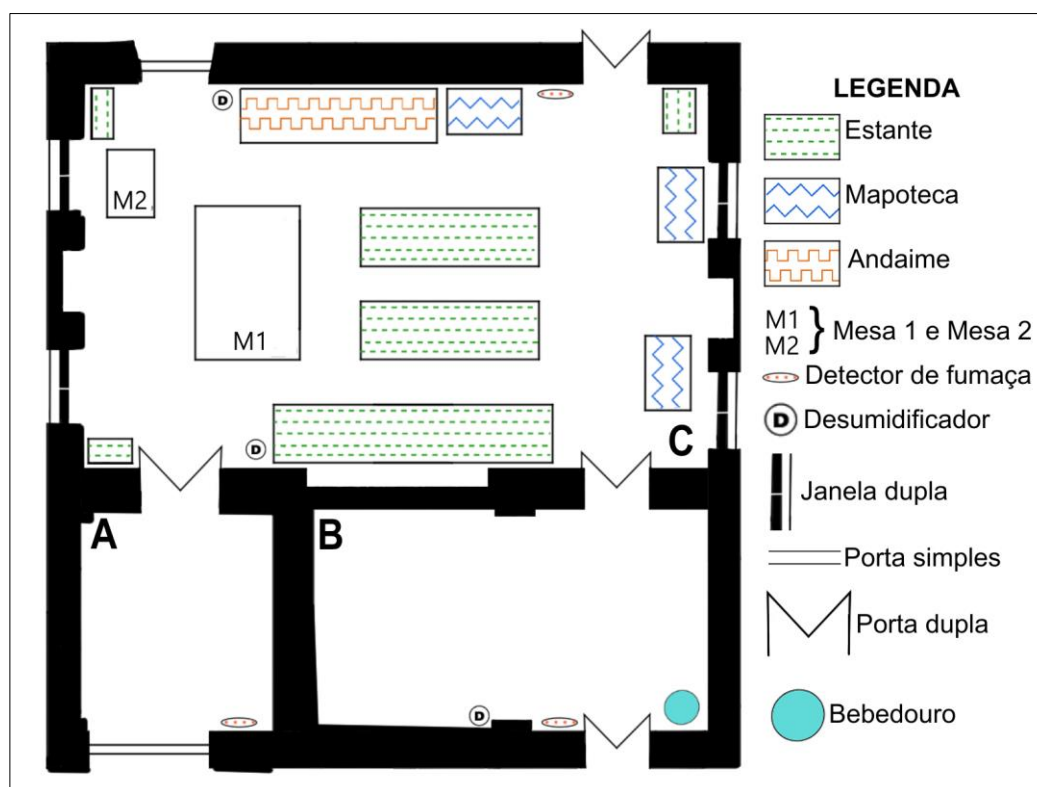 LEGENDA
Estante
Mapoteca
Andaime
M1
M2 } Mesa 1 e Mesa 2
Detector de fumaça
D Desumidificador
Janela dupla
Porta simples
Porta dupla
Bebedouro
D
M2
M1
D
C
A
B
D